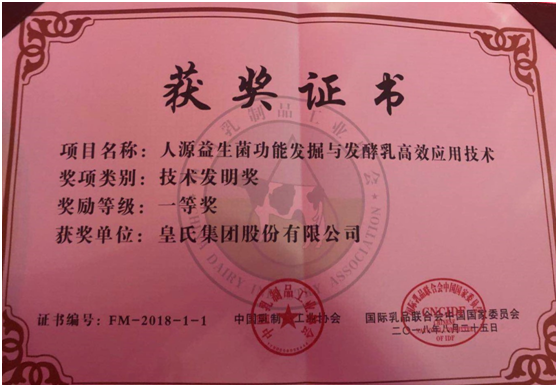 获奖证书
项目名称：人源益生菌功能发掘与发酵乳高效应用技术
奖项类别：技术发明奖
奖励等级：一等奖
获奖单位：皇氏集团股份有限公司
证书编号：FM-2018-1-1
中国乳制品工业协会
国际乳品联合会中国国家委员会
二〇一八年八月二十五日